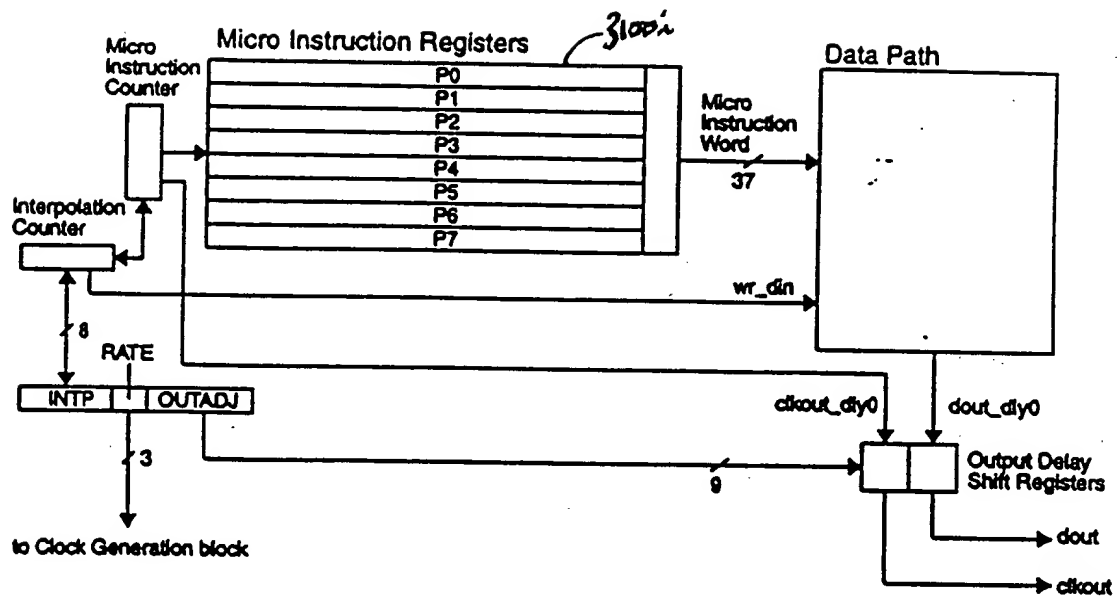 Micro
Instruction
Counter
Micro Instruction Registers
3100i
Data Path
P0
P1
P2
P3
P4
P5
P6
P7
Micro
Instruction
Word
37
Interpolation
Counter
wr_din
8
RATE
INTP
OUTADJ
clkout_dly0
dout_dly0
3
9
Output Delay
Shift Registers
to Clock Generation block
dout
clkout